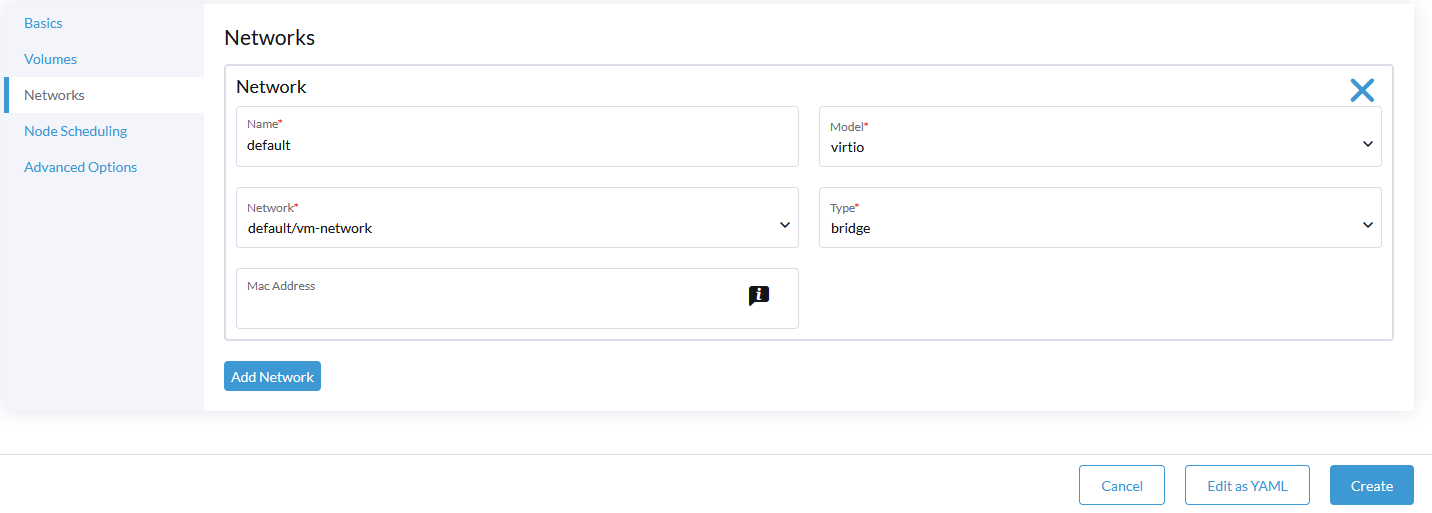 Basics
Volumes
Networks
Node Scheduling
Advanced Options
Networks
Network
Name*
default
Model*
virtio
Network*
default/vm-network
Type*
bridge
Mac Address
i
Add Network
Cancel
Edit as YAML
Create